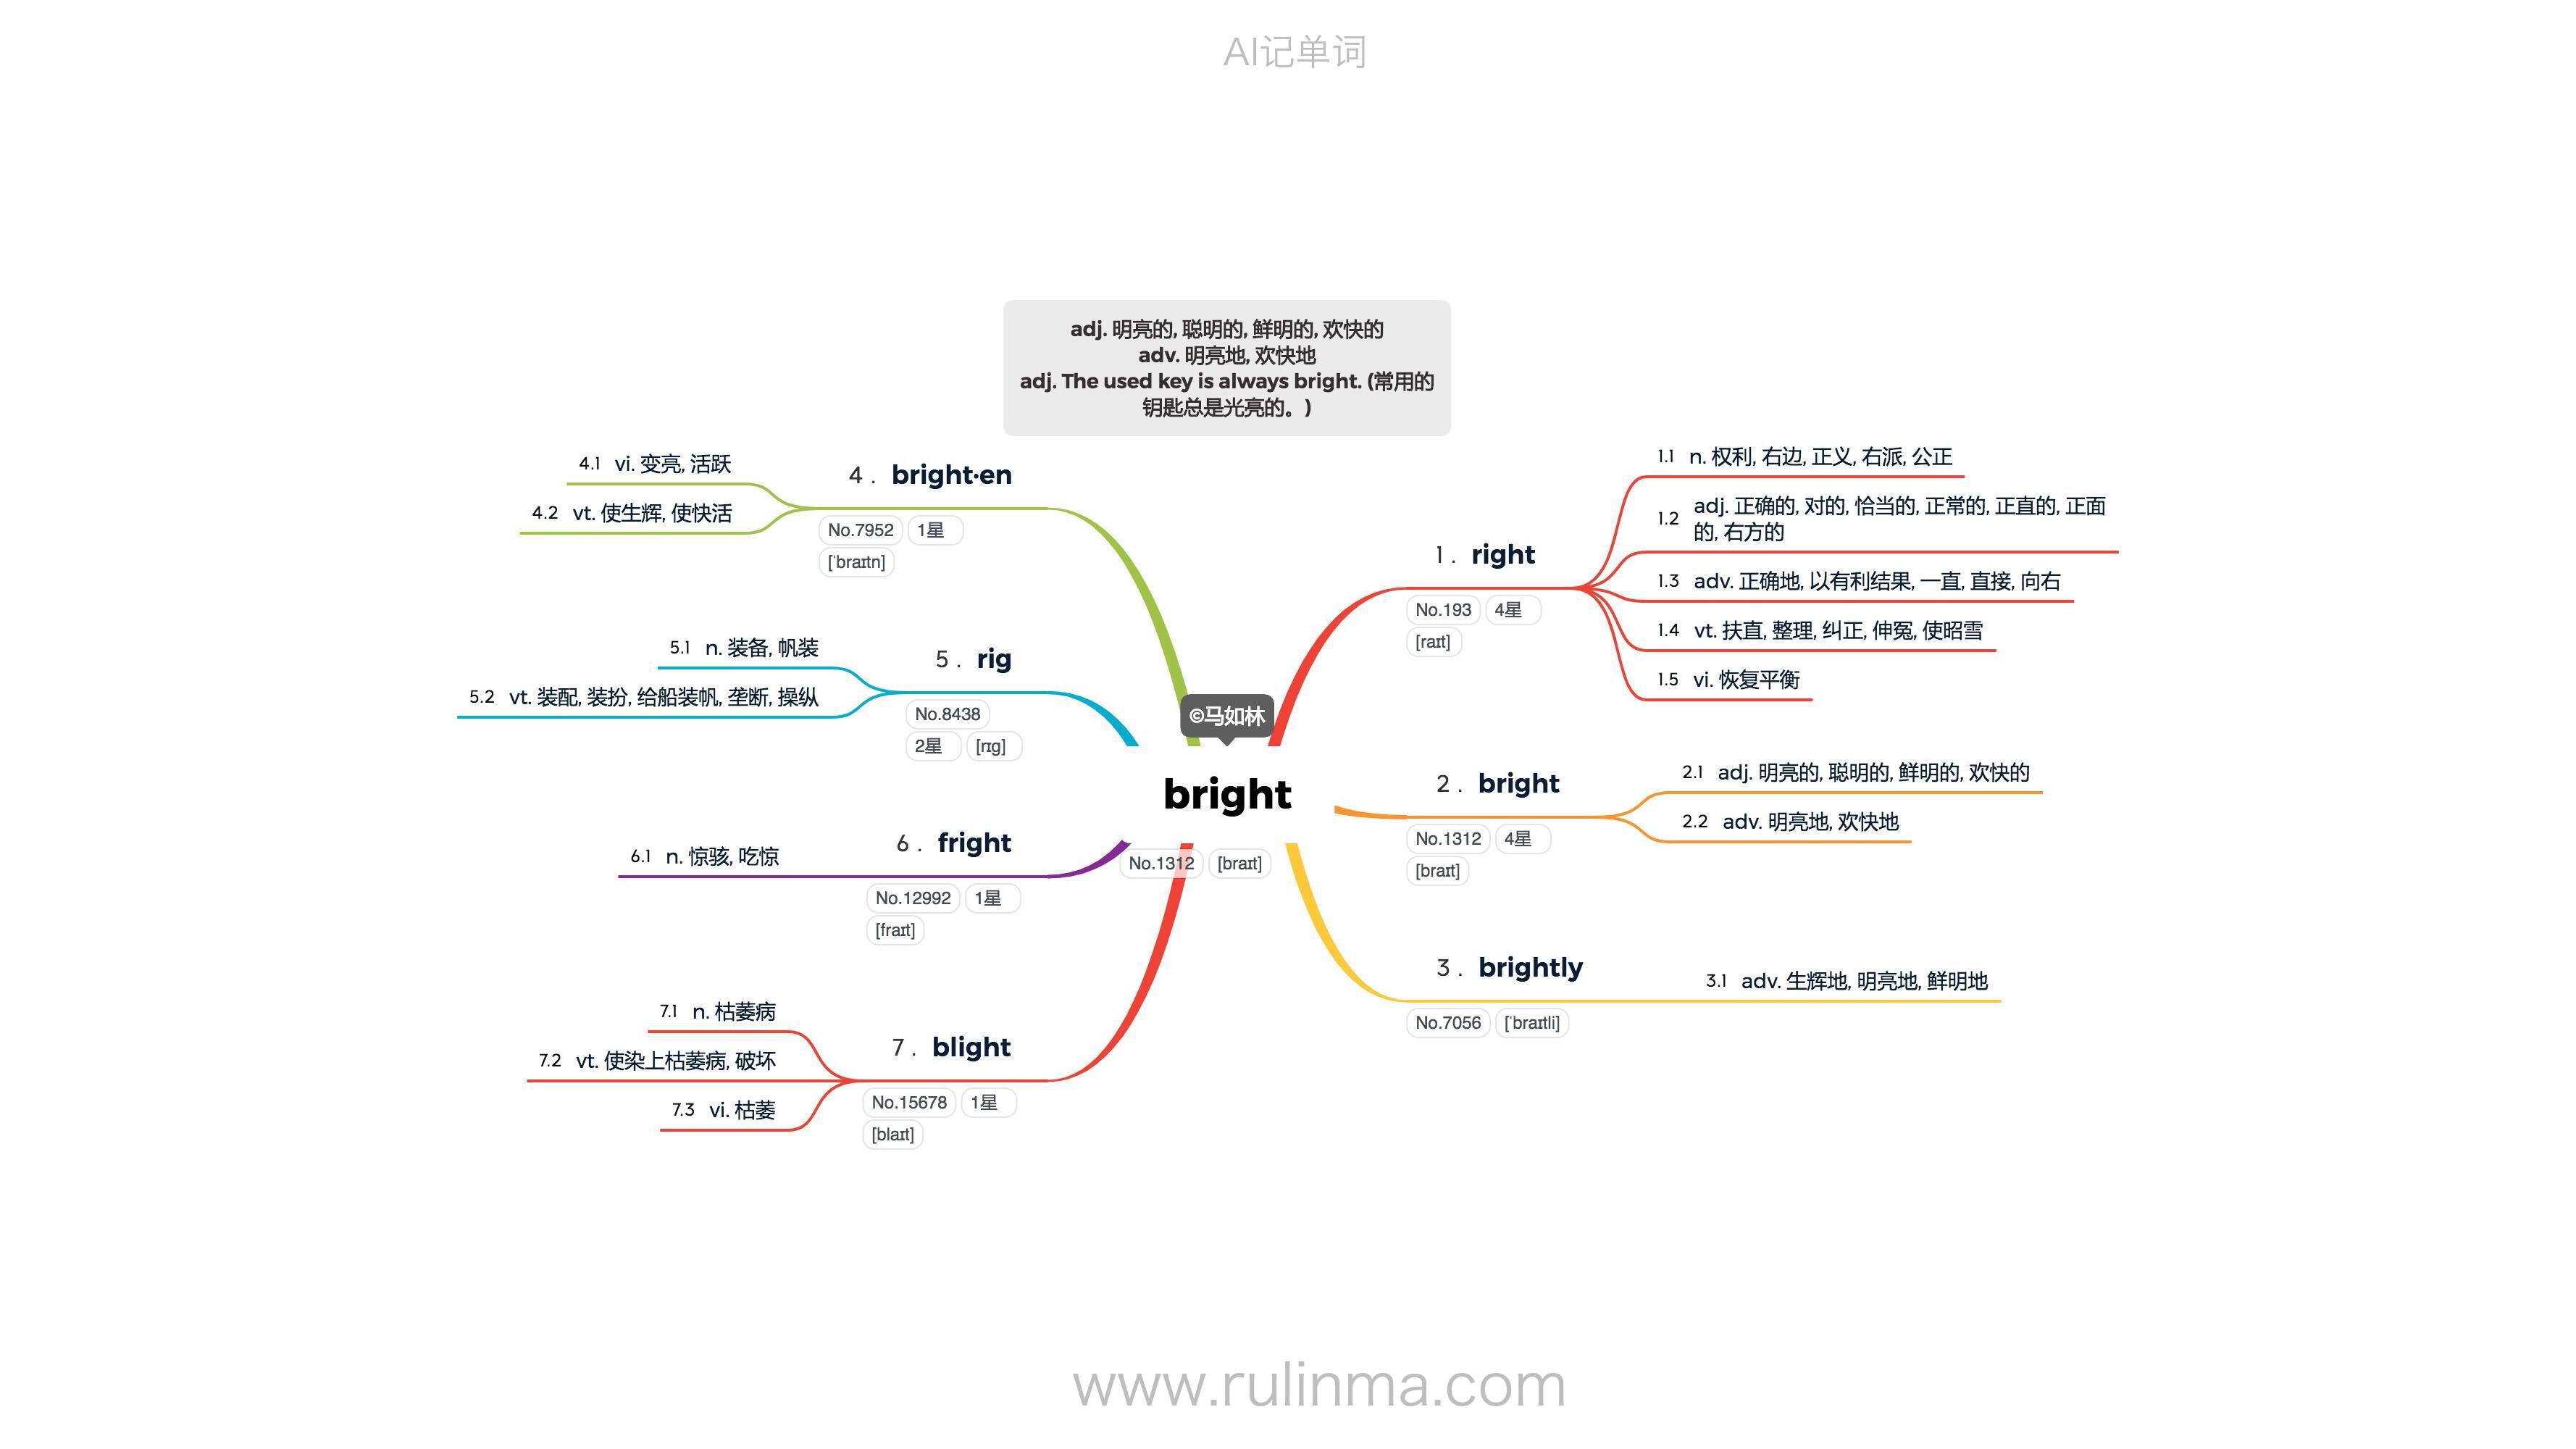 AI记单词
adj. 明亮的, 聪明的, 鲜明的, 欢快的
adv. 明亮地, 欢快地
adj. The used key is always bright. (常用的
钥匙总是光亮的。)
©马如林
bright
No.1312 [braɪt]
1 . right
No.193 4星
[raɪt]
1.1 n. 权利, 右边, 正义, 右派, 公正
1.2 adj. 正确的, 对的, 恰当的, 正常的, 正直的, 正面
的, 右方的
1.3 adv. 正确地, 以有利结果, 一直, 直接, 向右
1.4 vt. 扶直, 整理, 纠正, 伸冤, 使昭雪
1.5 vi. 恢复平衡
2 . bright
No.1312 4星
[braɪt]
2.1 adj. 明亮的, 聪明的, 鲜明的, 欢快的
2.2 adv. 明亮地, 欢快地
3 . brightly
No.7056 [ˈbraɪtli]
3.1 adv. 生辉地, 明亮地, 鲜明地
4 . bright·en
No.7952 1星
[ˈbraɪtn]
4.1 vi. 变亮, 活跃
4.2 vt. 使生辉, 使快活
5 . rig
No.8438
2星 [rɪg]
5.1 n. 装备, 帆装
5.2 vt. 装配, 装扮, 给船装帆, 垄断, 操纵
6 . fright
No.12992 1星
[fraɪt]
6.1 n. 惊骇, 吃惊
7 . blight
No.15678 1星
[blaɪt]
7.1 n. 枯萎病
7.2 vt. 使染上枯萎病, 破坏
7.3 vi. 枯萎
www.rulinma.com